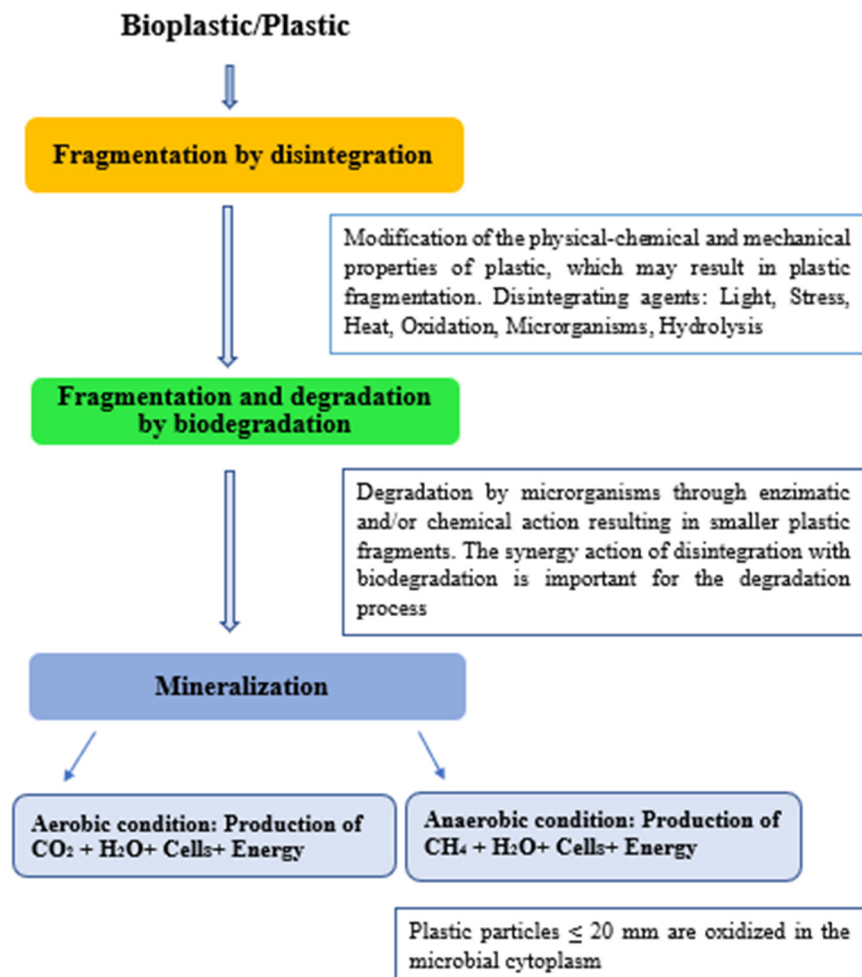 Bioplastic/Plastic
Fragmentation by disintegration
Modification of the physical-chemical and mechanical
properties of plastic, which may result in plastic
fragmentation. Disintegrating agents: Light, Stress,
Heat, Oxidation, Microrganisms, Hydrolysis
Fragmentation and degradation
by biodegradation
Degradation by microrganisms through enzimatic
and/or chemical action resulting in smaller plastic
fragments. The synergy action of disintegration with
biodegradation is important for the degradation
process
Mineralization
Aerobic condition: Production of
CO₂ + H₂O+ Cells+ Energy
Anaerobic condition: Production of
CH₄ + H₂O+ Cells+ Energy
Plastic particles ≤ 20 mm are oxidized in the
microbial cytoplasm